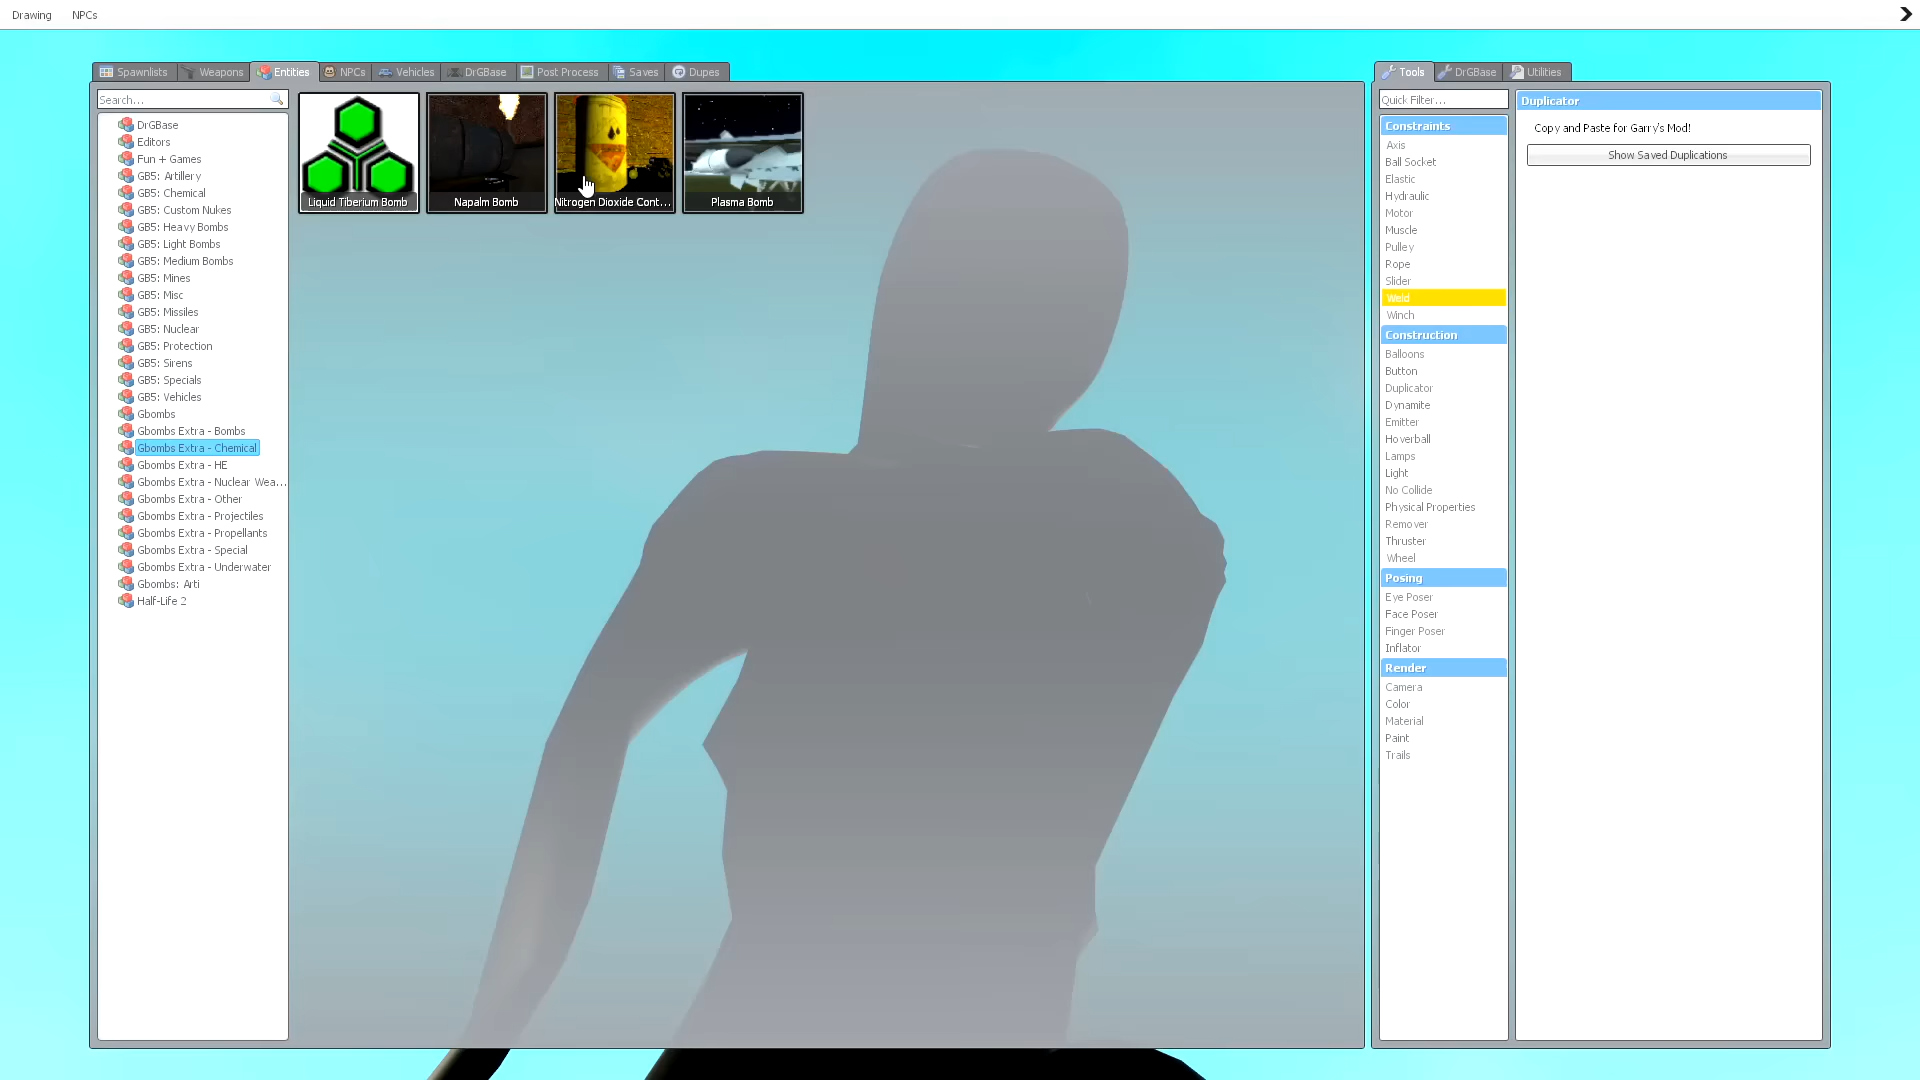 Drawing NPCs
Spawnlists Weapons Entities NPCs Vehicles DrGBase Post Process Saves Dupes
Search...
DrGBase
Editors
Fun + Games
GB5: Artillery
GB5: Chemical
GB5: Custom Nukes
GB5: Heavy Bombs
GB5: Light Bombs
GB5: Medium Bombs
GB5: Mines
GB5: Misc
GB5: Missiles
GB5: Nuclear
GB5: Protection
GB5: Sirens
GB5: Specials
GB5: Vehicles
Gbombs
Gbombs Extra - Bombs
Gbombs Extra - Chemical
Gbombs Extra - HE
Gbombs Extra - Nuclear Wea...
Gbombs Extra - Other
Gbombs Extra - Projectiles
Gbombs Extra - Propellants
Gbombs Extra - Special
Gbombs Extra - Underwater
Gbombs: Arti
Half-Life 2
Liquid Tiberium Bomb
Napalm Bomb
Nitrogen Dioxide Cont...
Plasma Bomb
Tools DrGBase Utilities
Quick Filter...
Constraints
Axis
Ball Socket
Elastic
Hydraulic
Motor
Muscle
Pulley
Rope
Slider
Weld
Winch
Construction
Balloons
Button
Duplicator
Dynamite
Emitter
Hoverball
Lamps
Light
No Collide
Physical Properties
Remover
Thruster
Wheel
Posing
Eye Poser
Face Poser
Finger Poser
Inflator
Render
Camera
Color
Material
Paint
Trails
Duplicator
Copy and Paste for Garry's Mod!
Show Saved Duplications